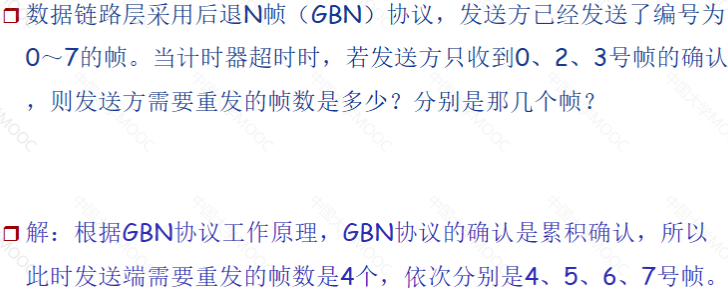 数据链路层采用后退N帧（GBN）协议，发送方已经发送了编号为
0～7的帧。当计时器超时时，若发送方只收到0、2、3号帧的确认
，则发送方需要重发的帧数是多少？分别是那几个帧？
解：根据GBN协议工作原理，GBN协议的确认是累积确认，所以
此时发送端需要重发的帧数是4个，依次分别是4、5、6、7号帧。